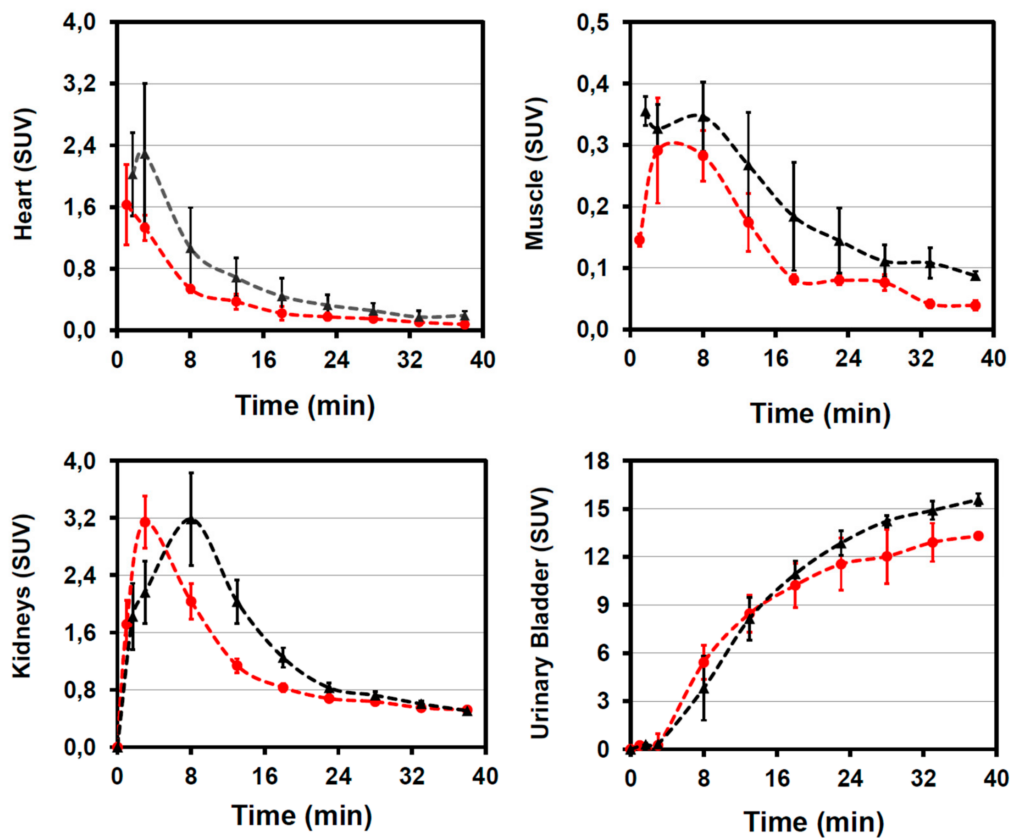 Heart (SUV)
4,0
3,2
2,4
1,6
0,8
0,0
0 8 16 24 32 40
Time (min)
Muscle (SUV)
0,5
0,4
0,3
0,2
0,1
0,0
0 8 16 24 32 40
Time (min)
Kidneys (SUV)
4,0
3,2
2,4
1,6
0,8
0,0
0 8 16 24 32 40
Time (min)
Urinary Bladder (SUV)
18
15
12
9
6
3
0
0 8 16 24 32 40
Time (min)